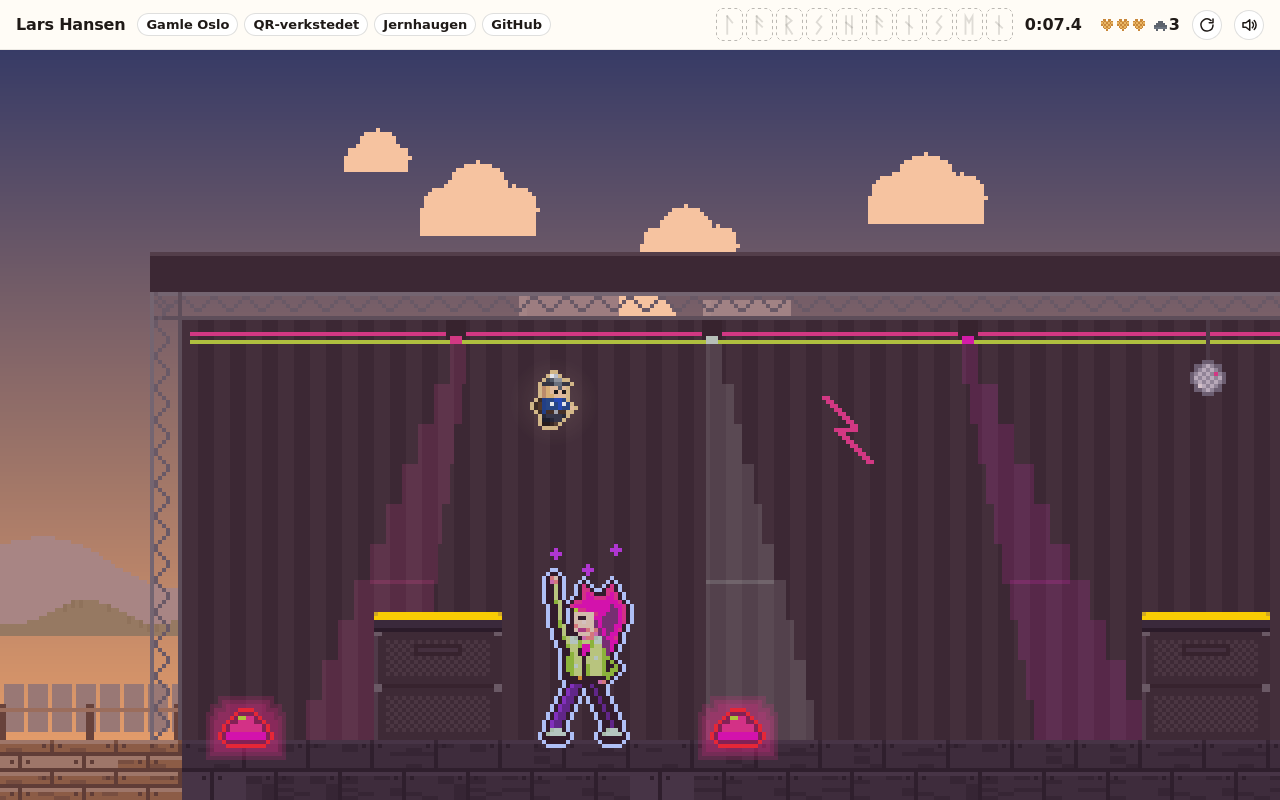 Lars Hansen
Gamle Oslo
QR-verkstedet
Jernhaugen
GitHub
ᛚ ᚨ ᚱ ᛊ ᚺ ᚨ ᚾ ᛊ ᛖ ᚾ
0:07.4
3